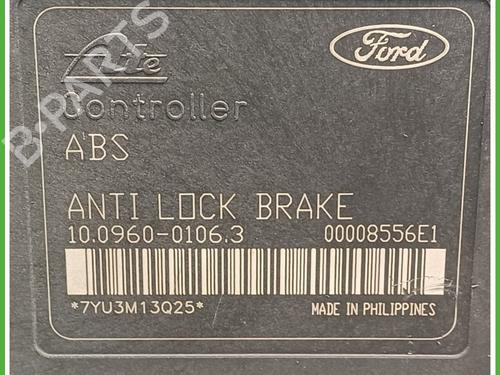 Ate
Ford
Controller
ABS
ANTI LOCK BRAKE
10.0960-0106.3 00008556E1
*7YU3M13Q25* MADE IN PHILIPPINES
B-PARTS